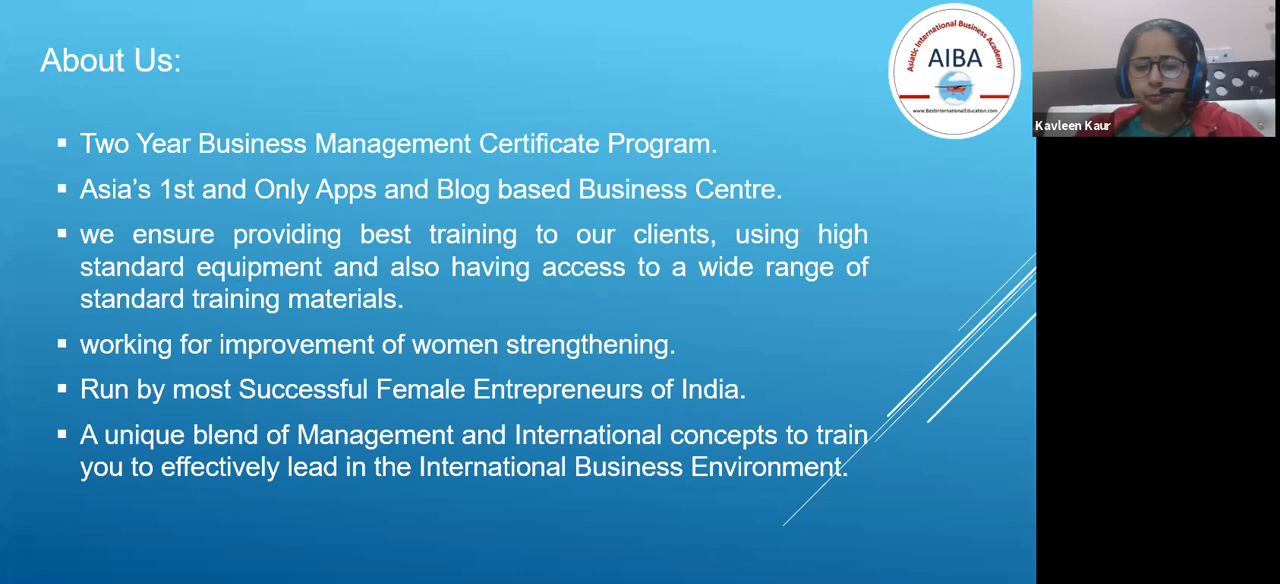 About Us:
Two Year Business Management Certificate Program.
Asia's 1st and Only Apps and Blog based Business Centre.
we ensure providing best training to our clients, using high
standard equipment and also having access to a wide range of
standard training materials.
working for improvement of women strengthening.
Run by most Successful Female Entrepreneurs of India.
A unique blend of Management and International concepts to train
you to effectively lead in the International Business Environment.
Asiatic International Business Academy
AIBA
www.BestInternationalEducation.com
Kavleen Kaur